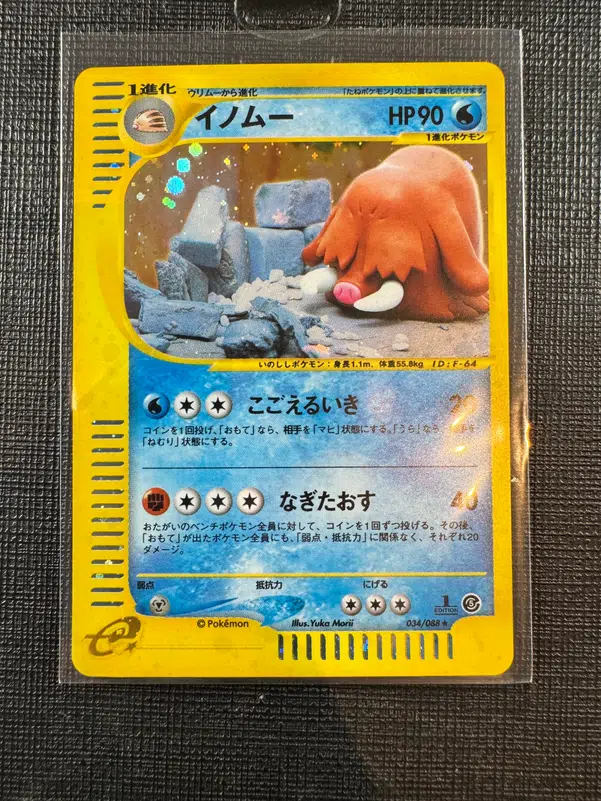 1進化 ウリムーから進化 「たねポケモン」の上に重ねて進化させます
イノムー HP90
1進化ポケモン
いのししポケモン:身長1.1m、体重55.8kg ID:F-64
こごえるいき 20
コインを1回投げ、「おもて」なら、相手を「マヒ」状態にする。「うら」なら、相手を
「ねむり」状態にする。
なぎたおす 40
おたがいのベンチポケモン全員に対して、コインを1回ずつ投げる。その後、
「おもて」が出たポケモン全員にも、「弱点・抵抗力」に関係なく、それぞれ20
ダメージ。
弱点 抵抗力 にげる
1
EDITION
©Pokémon Illus.Yuka Morii 034/088★
e